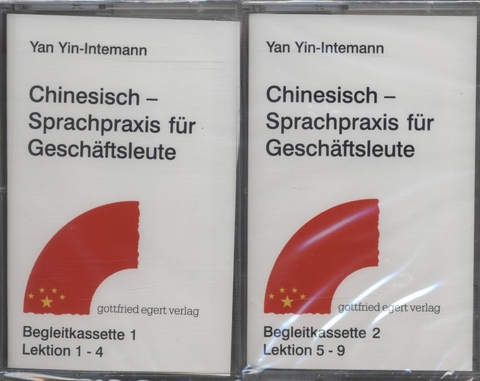 Yan Yin-Intemann
Chinesisch –
Sprachpraxis für
Geschäftsleute
gottfried egert verlag
Begleitkassette 1
Lektion 1 - 4
Yan Yin-Intemann
Chinesisch –
Sprachpraxis für
Geschäftsleute
gottfried egert verlag
Begleitkassette 2
Lektion 5 - 9